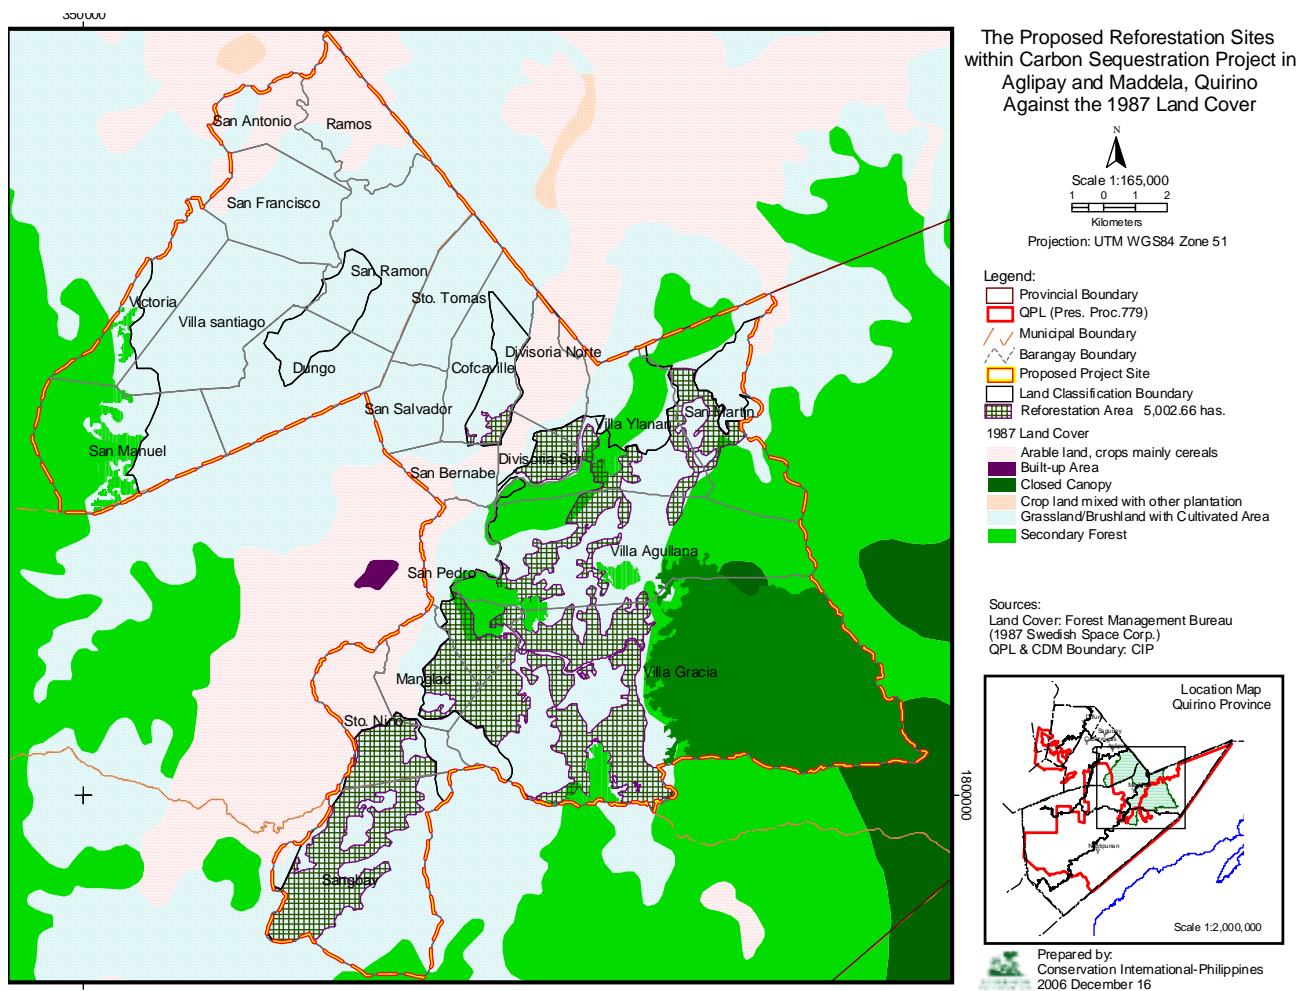 350000
The Proposed Reforestation Sites
within Carbon Sequestration Project in
Aglipay and Maddela, Quirino
Against the 1987 Land Cover
N
Scale 1:165,000
1 0 1 2
Kilometers
Projection: UTM WGS84 Zone 51
Legend:
Provincial Boundary
QPL (Pres. Proc.779)
Municipal Boundary
Barangay Boundary
Proposed Project Site
Land Classification Boundary
Reforestation Area 5,002.66 has.
1987 Land Cover
Arable land, crops mainly cereals
Built-up Area
Closed Canopy
Crop land mixed with other plantation
Grassland/Brushland with Cultivated Area
Secondary Forest
Sources:
Land Cover: Forest Management Bureau
(1987 Swedish Space Corp.)
QPL & CDM Boundary: CIP
San Antonio
Ramos
San Francisco
San Ramon
Victoria
Sto. Tomas
Villa santiago
Divisoria Norte
Dungo
Cofcaville
San Salvador
San Martin
Villa Ylanan
San Manuel
Divisoria Sur
San Bernabe
Villa Agullana
San Pedro
Villa Gracia
Manglad
Sto. Nino
Sangbay
1800000
Location Map
Quirino Province
Nagtipunan
Scale 1:2,000,000
Prepared by:
Conservation International-Philippines
2006 December 16